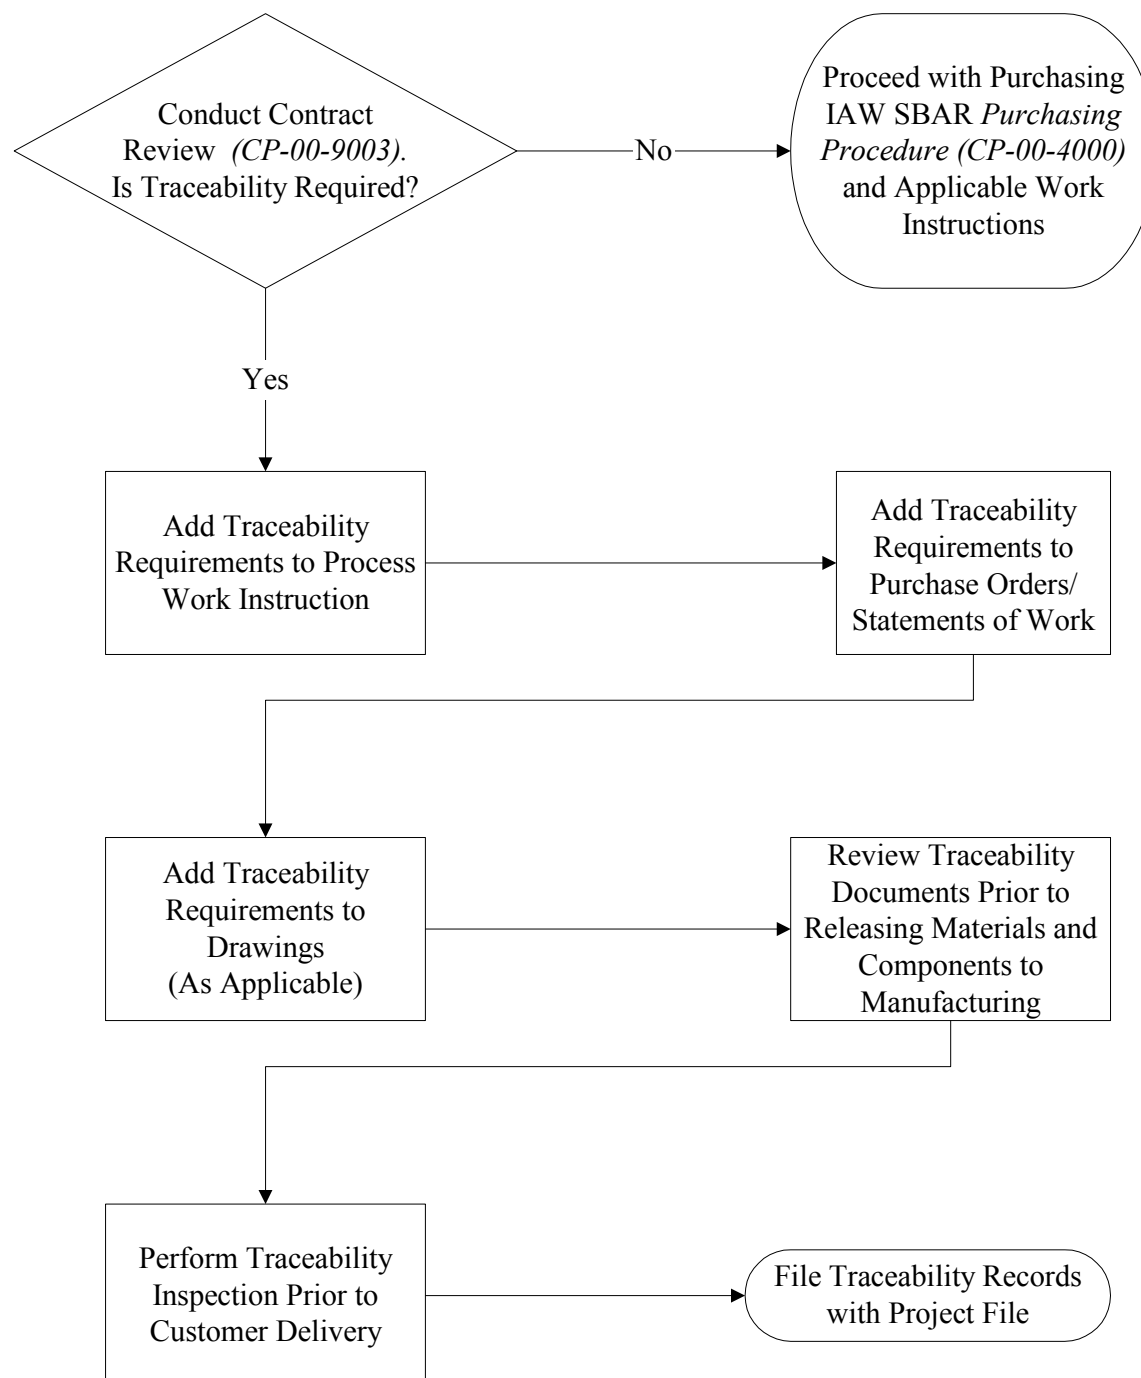 Conduct Contract
Review (CP-00-9003).
Is Traceability Required?
No
Proceed with Purchasing
IAW SBAR Purchasing
Procedure (CP-00-4000)
and Applicable Work
Instructions
Yes
Add Traceability
Requirements to Process
Work Instruction
Add Traceability
Requirements to
Purchase Orders/
Statements of Work
Add Traceability
Requirements to
Drawings
(As Applicable)
Review Traceability
Documents Prior to
Releasing Materials and
Components to
Manufacturing
Perform Traceability
Inspection Prior to
Customer Delivery
File Traceability Records
with Project File